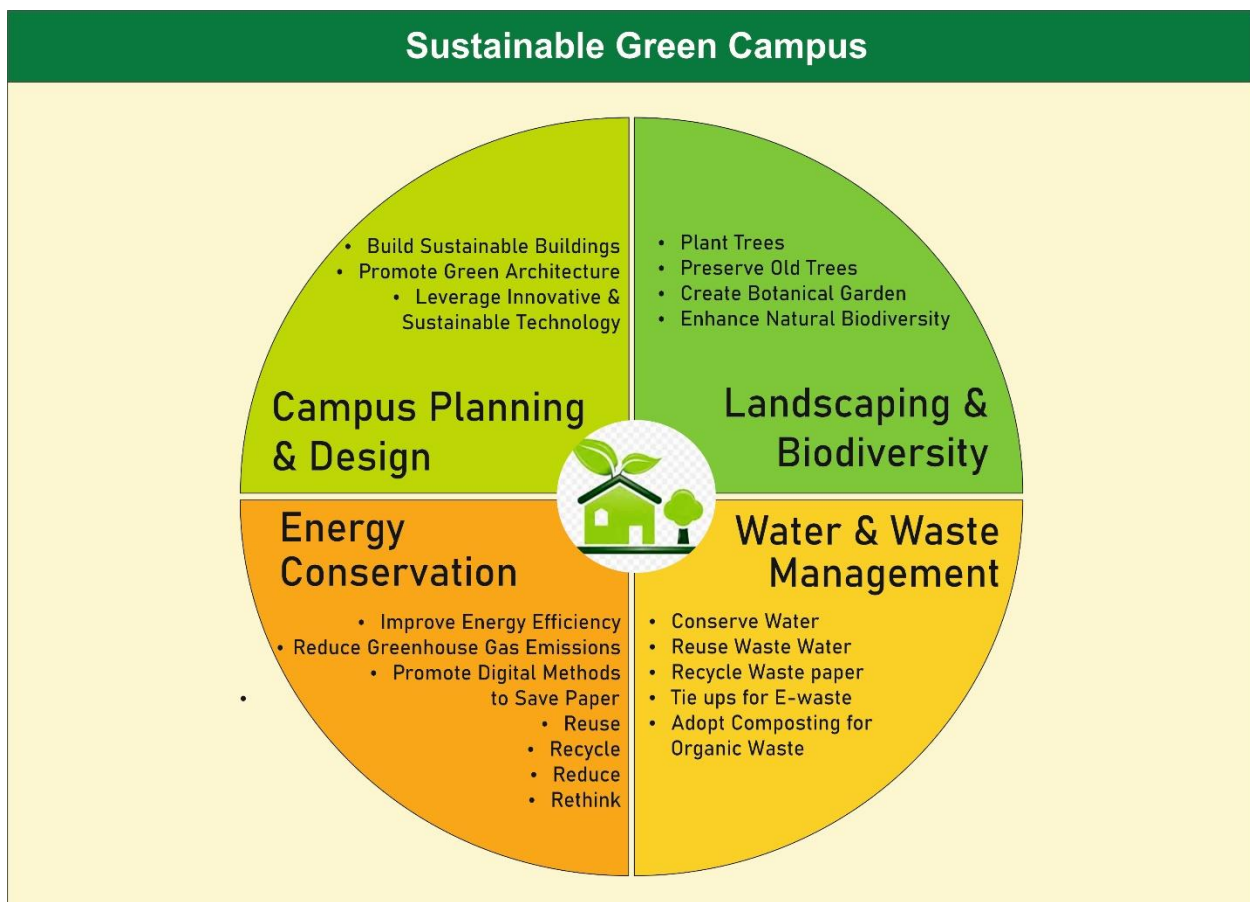 Sustainable Green Campus
• Build Sustainable Buildings
• Promote Green Architecture
• Leverage Innovative &
Sustainable Technology
Campus Planning
& Design
• Plant Trees
• Preserve Old Trees
• Create Botanical Garden
• Enhance Natural Biodiversity
Landscaping &
Biodiversity
Energy
Conservation
• Improve Energy Efficiency
• Reduce Greenhouse Gas Emissions
• Promote Digital Methods
to Save Paper
• Reuse
• Recycle
• Reduce
• Rethink
Water & Waste
Management
• Conserve Water
• Reuse Waste Water
• Recycle Waste paper
• Tie ups for E-waste
• Adopt Composting for
Organic Waste